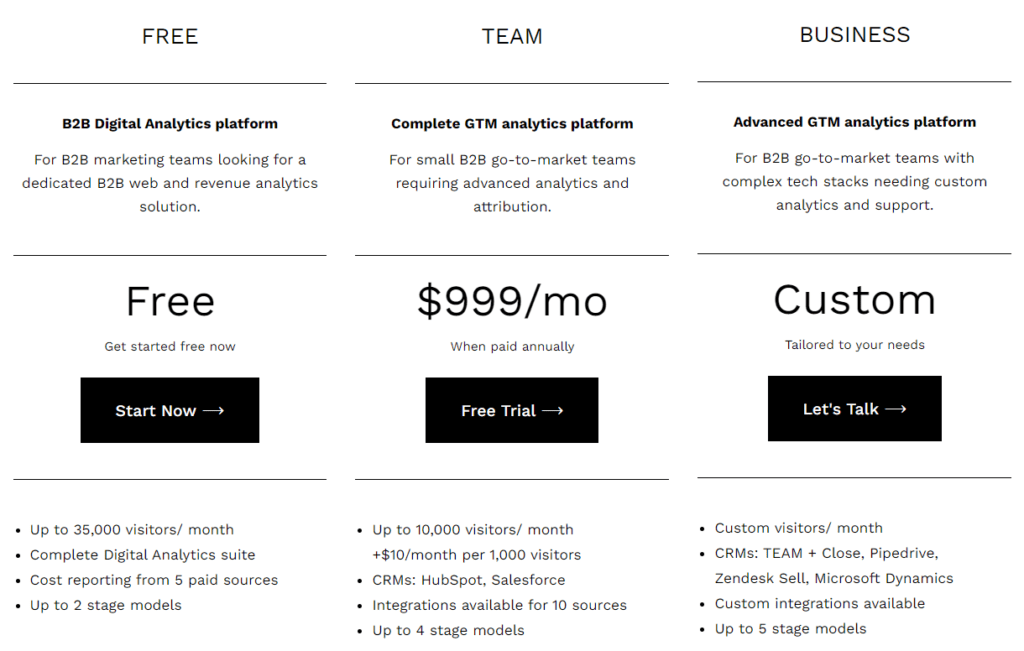 FREE
B2B Digital Analytics platform
For B2B marketing teams looking for a
dedicated B2B web and revenue analytics
solution.
Free
Get started free now
Start Now ⟶
• Up to 35,000 visitors/ month
• Complete Digital Analytics suite
• Cost reporting from 5 paid sources
• Up to 2 stage models
TEAM
Complete GTM analytics platform
For small B2B go-to-market teams
requiring advanced analytics and
attribution.
$999/mo
When paid annually
Free Trial ⟶
• Up to 10,000 visitors/ month
+$10/month per 1,000 visitors
• CRMs: HubSpot, Salesforce
• Integrations available for 10 sources
• Up to 4 stage models
BUSINESS
Advanced GTM analytics platform
For B2B go-to-market teams with
complex tech stacks needing custom
analytics and support.
Custom
Tailored to your needs
Let's Talk ⟶
• Custom visitors/ month
• CRMs: TEAM + Close, Pipedrive,
Zendesk Sell, Microsoft Dynamics
• Custom integrations available
• Up to 5 stage models